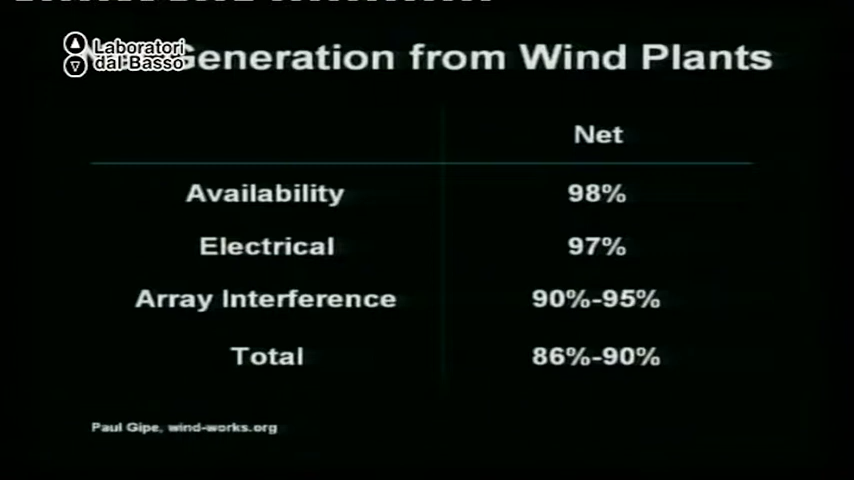 Laboratori
dal Basso
Generation from Wind Plants
Net
Availability 98%
Electrical 97%
Array Interference 90%-95%
Total 86%-90%
Paul Gipe, wind-works.org